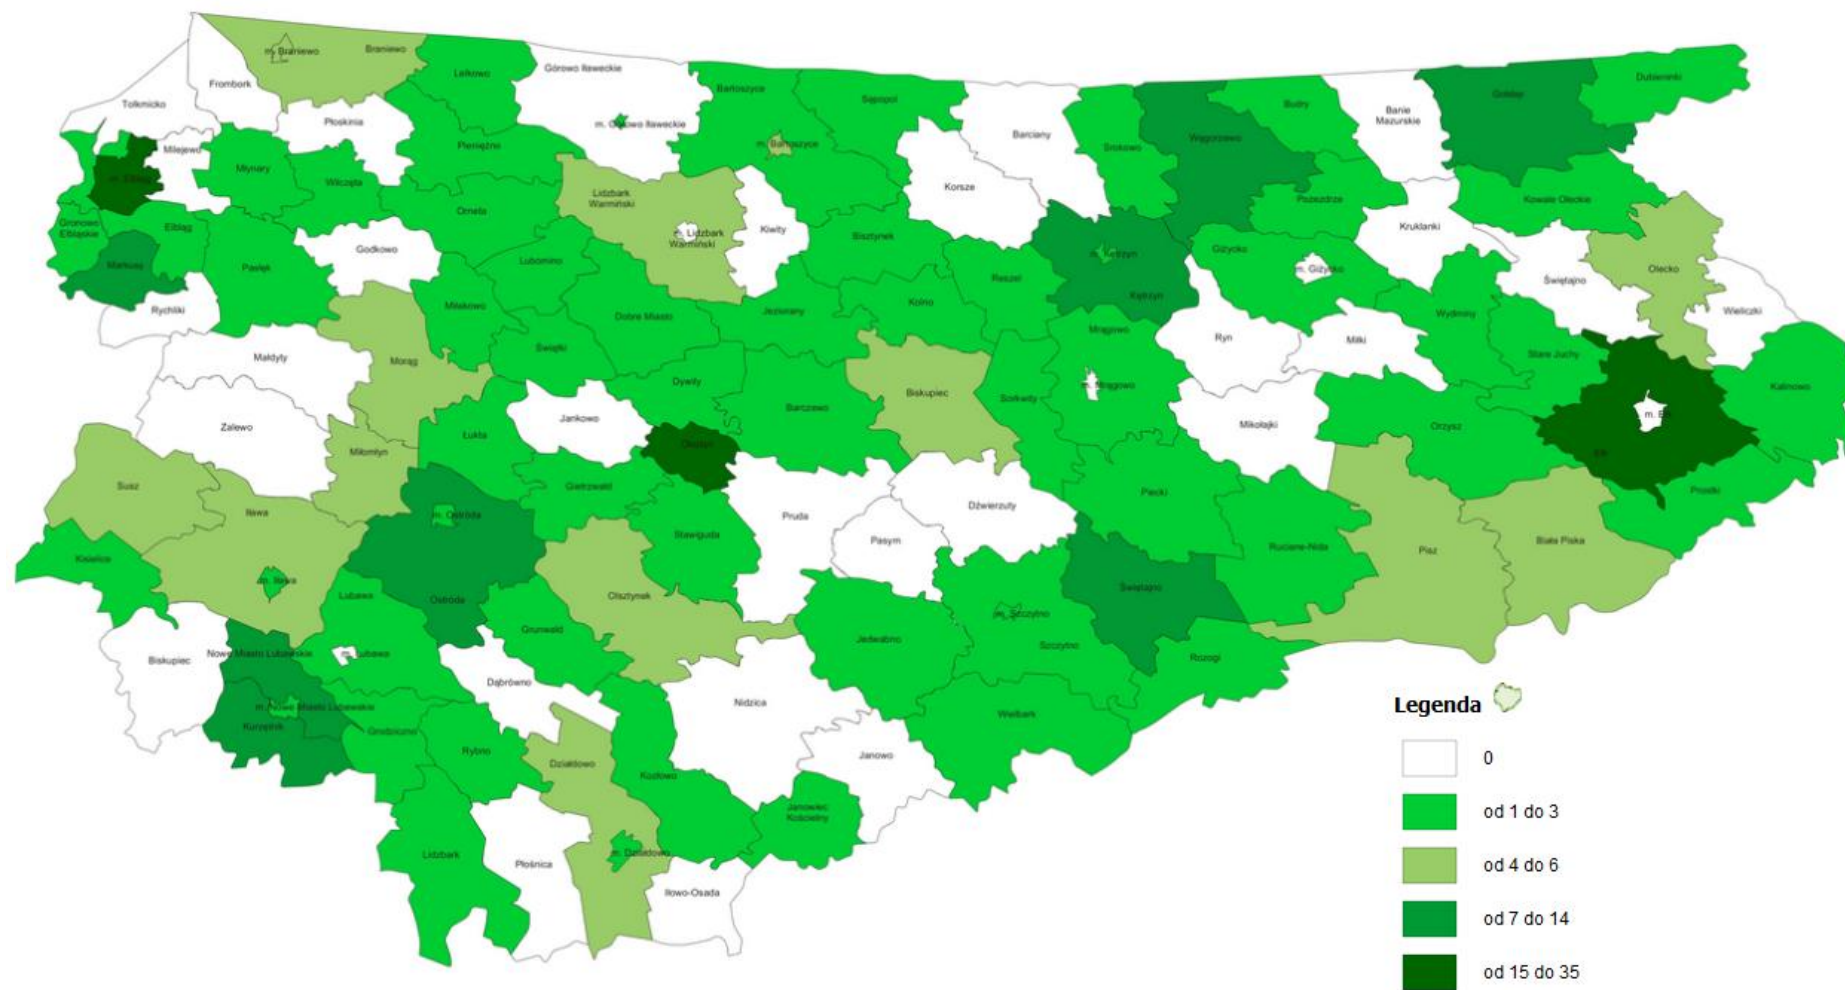 m. Braniewo
Braniewo
Lelkowo
Górowo Iławeckie
Frombork
Tolkmicko
Bartoszyce
Sępopol
Dubeninki
Budry
Banie
Mazurskie
Płoskinia
m. Górowo Iławeckie
Barciany
Węgorzewo
Srokowo
Milejewo
Młynary
Pieniężno
m. Bartoszyce
Wilczęta
Lidzbark
Warmiński
Korsze
Pozezdrze
Kowale Oleckie
Orneta
Gronowo
Elbląskie
Elbląg
Godkowo
m. Lidzbark
Warmiński
Kiwity
Bisztynek
Giżycko
Kruklanki
Markusy
Pasłęk
Lubomino
m. Kętrzyn
m. Giżycko
Olecko
Reszel
Świętajno
Kętrzyn
Rychliki
Miłakowo
Dobre Miasto
Jeziorany
Kolno
Wydminy
Wieliczki
Mrągowo
Ryn
Miłki
Małdyty
Morąg
Świątki
Stare Juchy
Dywity
m. Mrągowo
Kalinowo
Biskupiec
Sorkwity
Barczewo
Zalewo
Łukta
Jankowo
Mikołajki
Orzysz
Miłomłyn
Susz
Gietrzwałd
Piecki
Prostki
Iława
m. Ostróda
Pruda
Dźwierzuty
Stawiguda
Pasym
Biała Piska
Ruciane-Nida
Pisz
Kisielice
m. Iława
Lubawa
Ostróda
Olsztynek
Świętajno
m. Szczytno
Grunwald
Jedwabno
Szczytno
Nowe Miasto Lubawskie
m. Lubawa
Biskupiec
Rozogi
Dąbrówno
Nidzica
m. Nowe Miasto Lubawskie
Kurzętnik
Wielbark
Grodziczno
Rybno
Działdowo
Kozłowo
Janowo
Janowiec
Kościelny
Lidzbark
Płośnica
m. Działdowo
Iłowo-Osada
Legenda
0
od 1 do 3
od 4 do 6
od 7 do 14
od 15 do 35